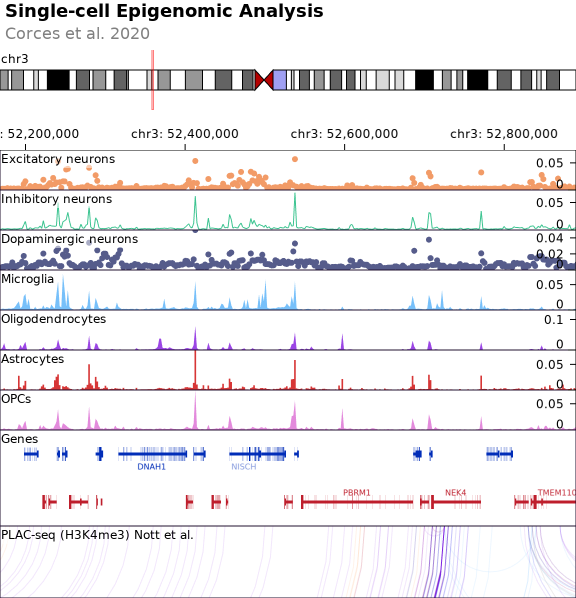 Single-cell Epigenomic Analysis
Corces et al. 2020
chr3
: 52,200,000 chr3: 52,400,000 chr3: 52,600,000 chr3: 52,800,000
Excitatory neurons 0.05
0
Inhibitory neurons 0.05
0
Dopaminergic neurons 0.04
0.02
0
Microglia 0.05
0
Oligodendrocytes 0.1
0
Astrocytes 0.05
0
OPCs 0.05
0
Genes
DNAH1 NISCH
PBRM1 NEK4 TMEM110
PLAC-seq (H3K4me3) Nott et al.